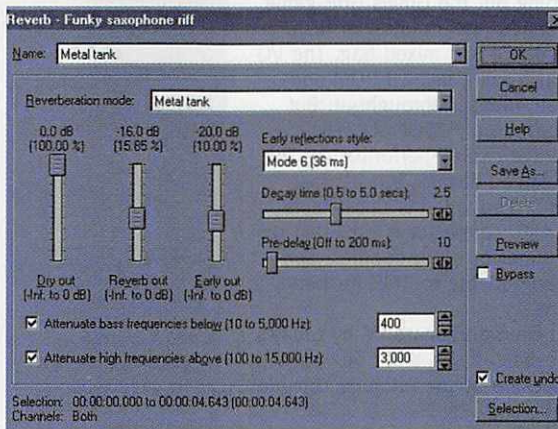 Reverb - Funky saxophone riff
Name: Metal tank
OK
Cancel
Help
Save As...
Delete
Preview
Bypass
Create undo
Selection...
Reverberation mode: Metal tank
0.0 dB -16.0 dB -20.0 dB
(100.00 %) (15.85 %) (10.00 %)
Early reflections style:
Mode 6 (36 ms)
Decay time (0.5 to 5.0 secs): 2.5
Pre-delay (Off to 200 ms): 10
Dry out Reverb out Early out
(-Inf. to 0 dB) (-Inf. to 0 dB) (-Inf. to 0 dB)
Attenuate bass frequencies below (10 to 5,000 Hz): 400
Attenuate high frequencies above (100 to 15,000 Hz): 3,000
Selection: 00:00:00.000 to 00:00:04.643 (00:00:04.643)
Channels: Both